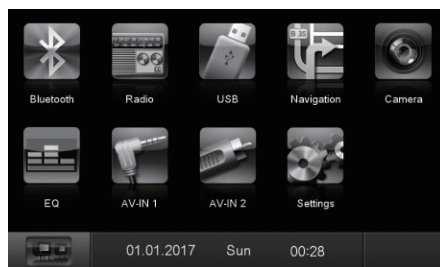 B 35
Bluetooth Radio USB Navigation Camera
EQ AV-IN 1 AV-IN 2 Settings
01.01.2017 Sun 00:28